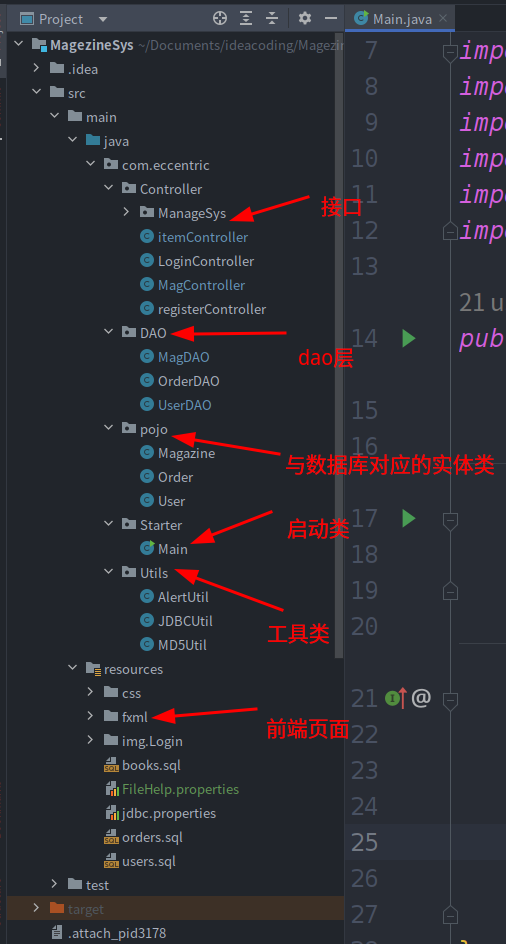 Project
Main.java
MagezineSys ~/Documents/ideacoding/Magezin
.idea
src
main
java
com.eccentric
Controller
ManageSys
接口
itemController
LoginController
MagController
registerController
DAO
dao层
MagDAO
OrderDAO
UserDAO
pojo
与数据库对应的实体类
Magazine
Order
User
Starter
启动类
Main
Utils
工具类
AlertUtil
JDBCUtil
MD5Util
resources
css
fxml
前端页面
img.Login
books.sql
FileHelp.properties
jdbc.properties
orders.sql
users.sql
test
target
.attach_pid3178
7 impo
8 impo
9 impo
10 impo
11 impo
12 impo
13
21 u
14 pub
15
16
17
18
19
20
21 @
22
23
24
25
26
27